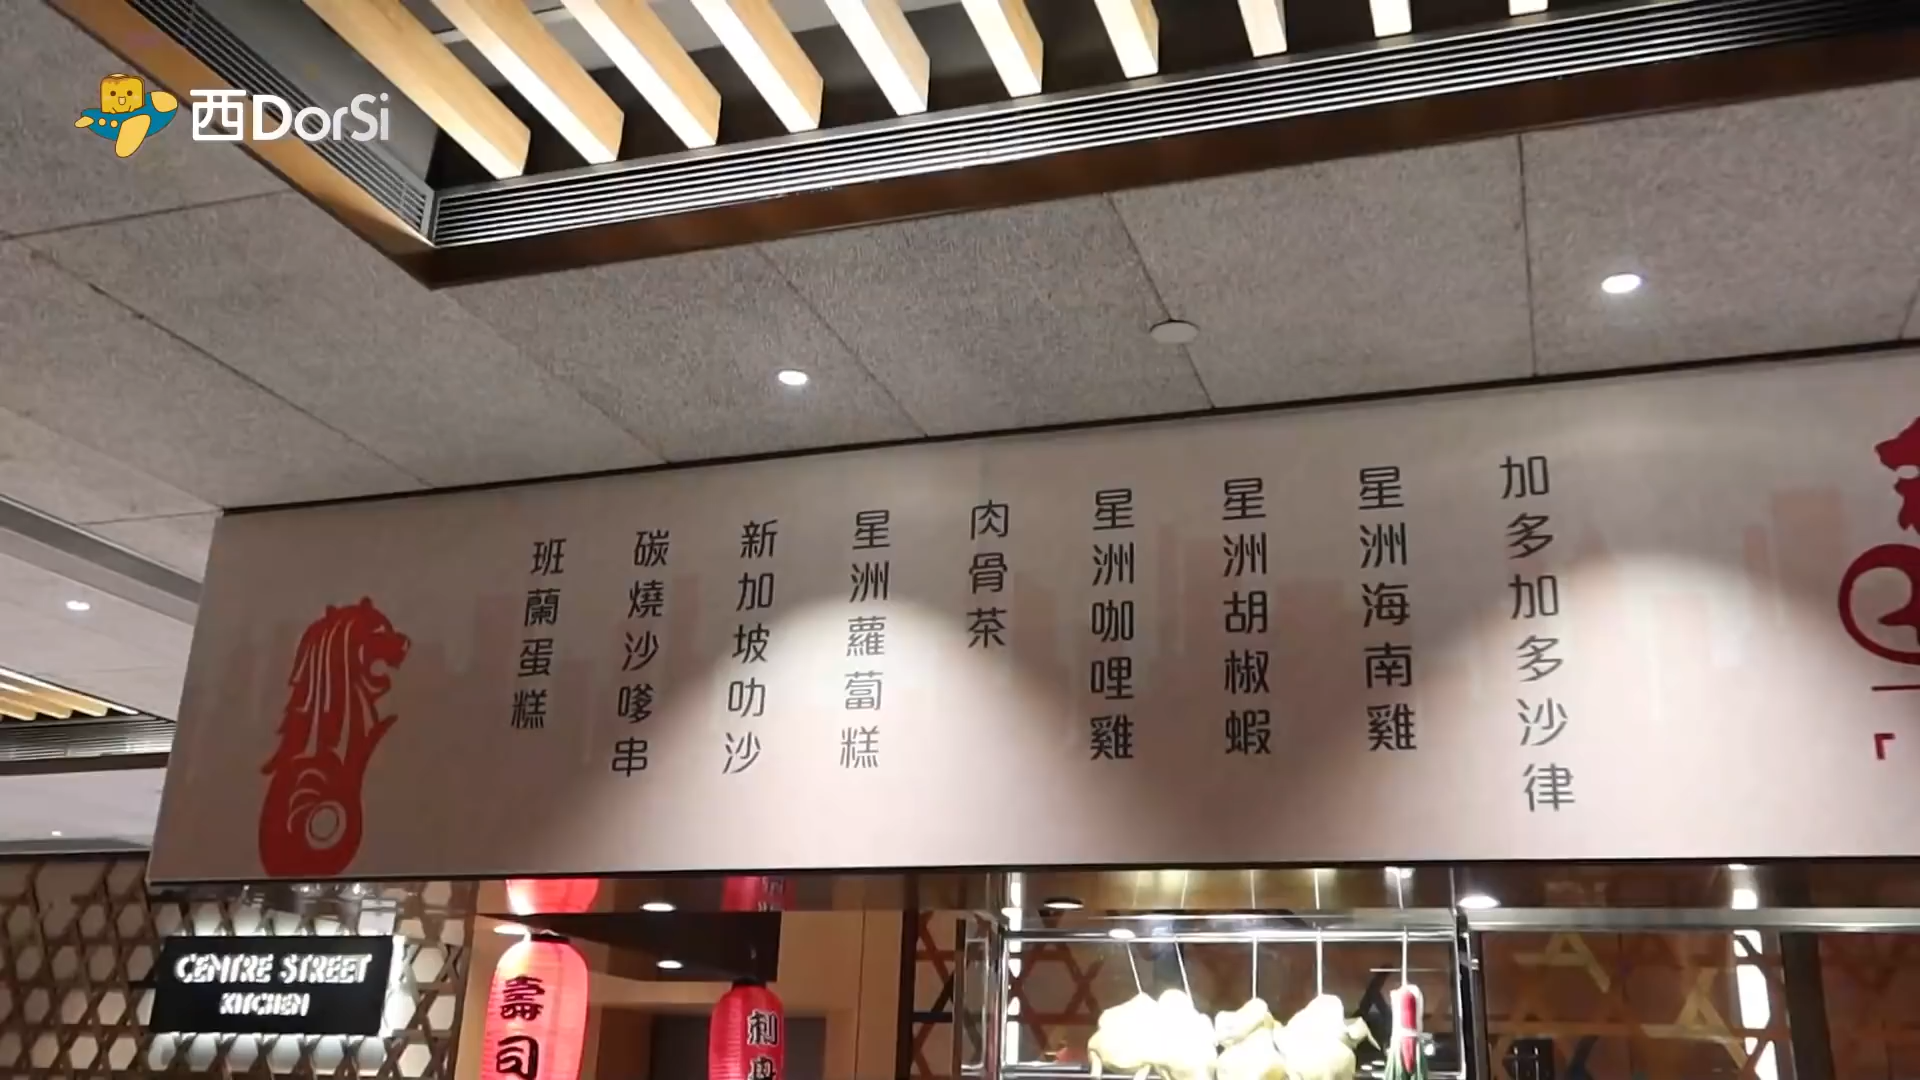 西DorSi
加多加多沙律
星洲海南雞
星洲胡椒蝦
星洲咖哩雞
肉骨茶
星洲蘿蔔糕
新加坡叻沙
碳燒沙嗲串
班蘭蛋糕
CENTRE STREET
KITCHEN
壽司
刺身